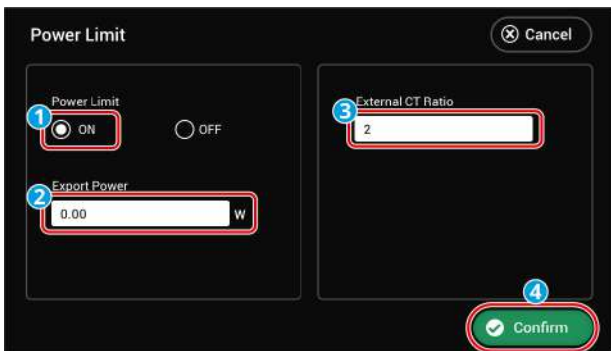 Power Limit
Cancel
Power Limit
1
ON
OFF
2
Export Power
0.00
W
3
External CT Ratio
2
4
Confirm